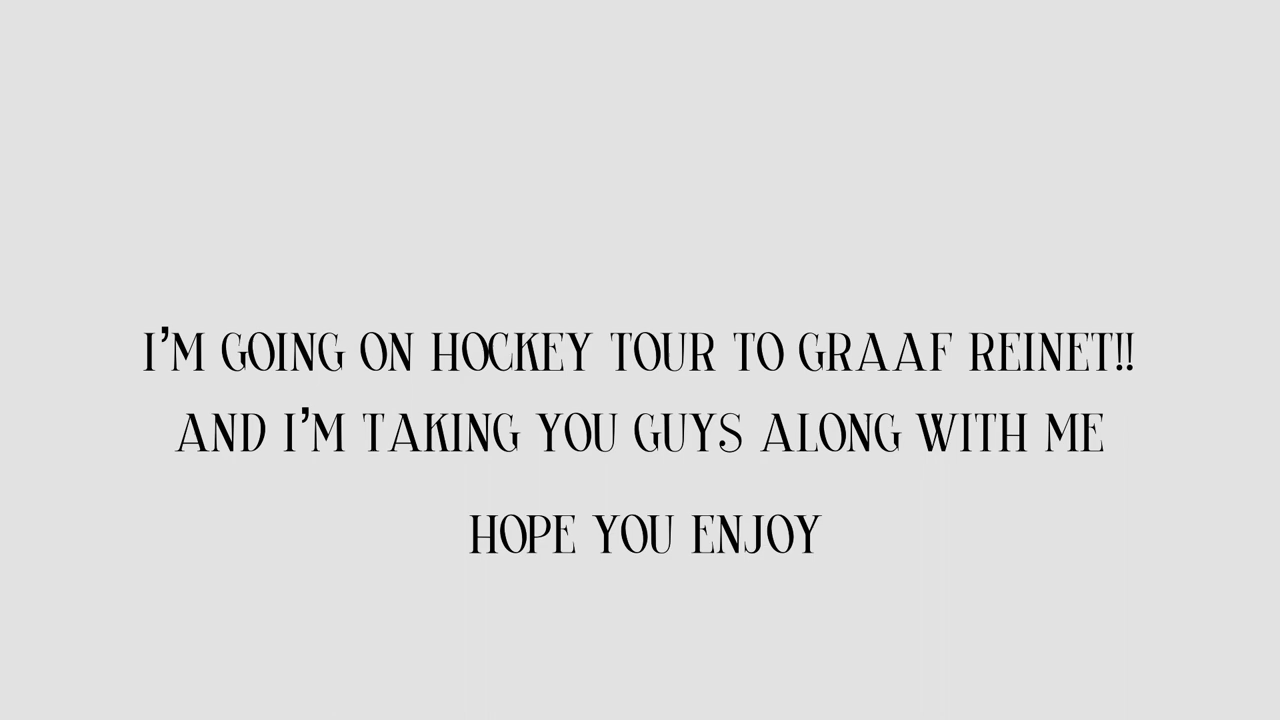 I'M GOING ON HOCKEY TOUR TO GRAAF REINET!!
AND I'M TAKING YOU GUYS ALONG WITH ME
HOPE YOU ENJOY